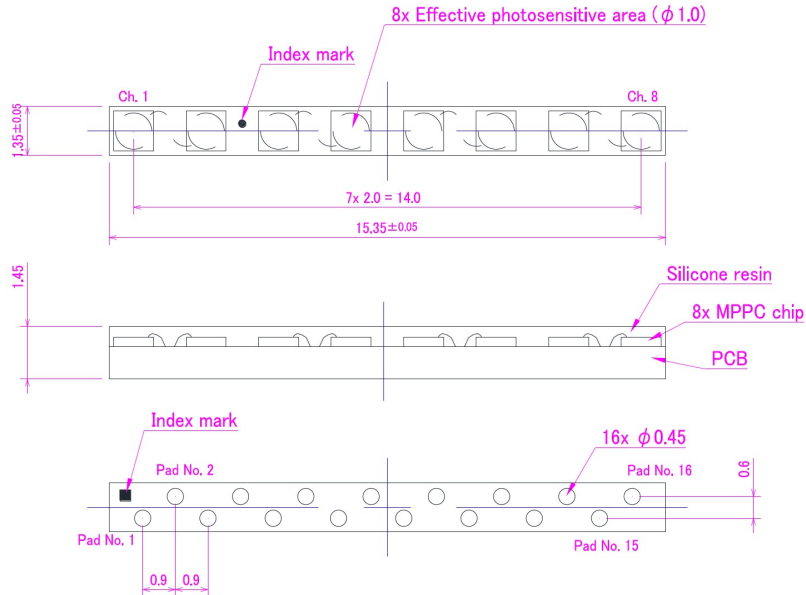 8x Effective photosensitive area (ϕ1.0)
Index mark
Ch. 1
Ch. 8
1.35±0.05
7x 2.0 = 14.0
15.35±0.05
1.45
Silicone resin
8x MPPC chip
PCB
Index mark
16x ϕ0.45
Pad No. 2
Pad No. 16
0.6
Pad No. 1
Pad No. 15
0.9
0.9